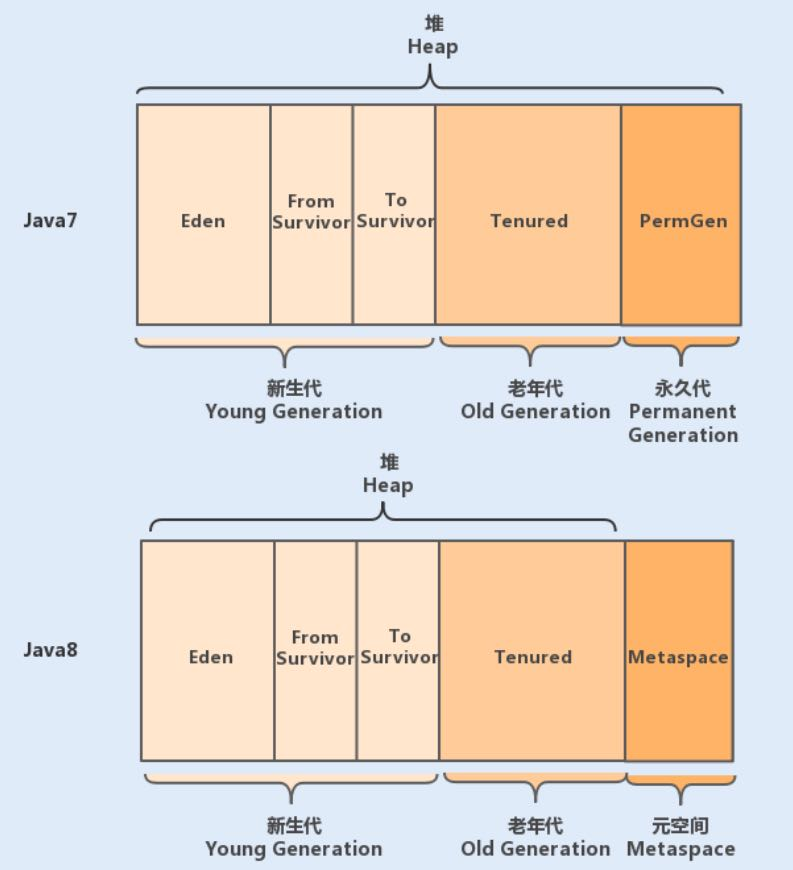 堆
Heap
Java7
Eden
From
Survivor
To
Survivor
Tenured
PermGen
新生代
Young Generation
老年代
Old Generation
永久代
Permanent
Generation
堆
Heap
Java8
Eden
From
Survivor
To
Survivor
Tenured
Metaspace
新生代
Young Generation
老年代
Old Generation
元空间
Metaspace